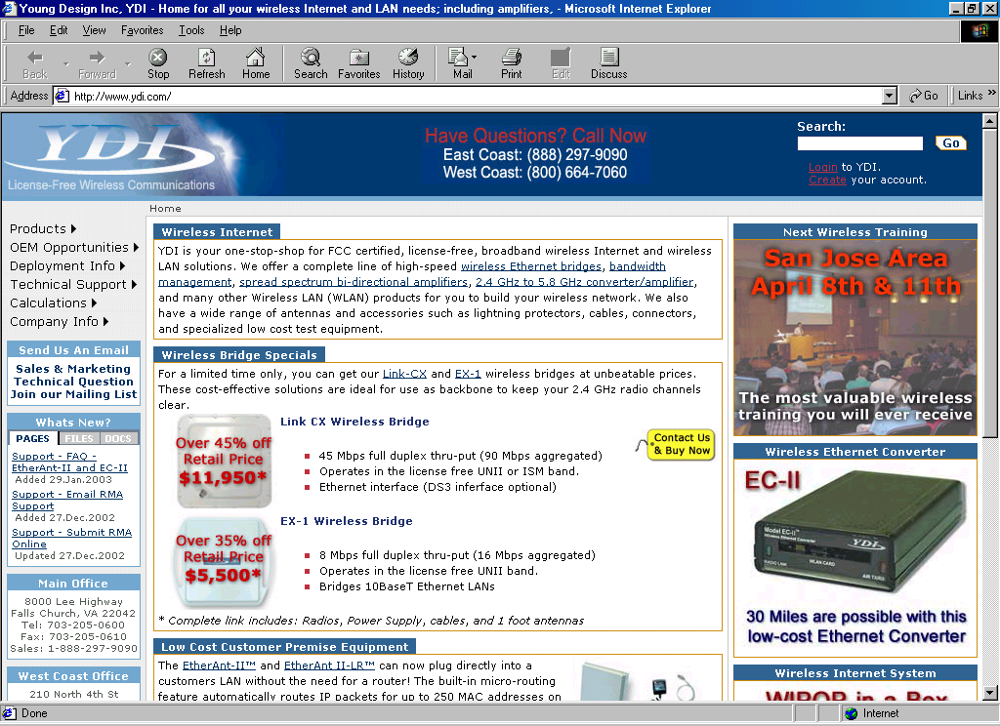 Young Design Inc, YDI - Home for all your wireless Internet and LAN needs; including amplifiers, - Microsoft Internet Explorer
File Edit View Favorites Tools Help
Back Forward Stop Refresh Home Search Favorites History Mail Print Edit Discuss
Address http://www.ydi.com/ Go Links »
YDI
License-Free Wireless Communications
Have Questions? Call Now
East Coast: (888) 297-9090
West Coast: (800) 664-7060
Search:
Go
Login to YDI.
Create your account.
Home
Products
OEM Opportunities
Deployment Info
Technical Support
Calculations
Company Info
Send Us An Email
Sales & Marketing
Technical Question
Join our Mailing List
Whats New?
PAGES FILES DOCS
Support - FAQ -
EtherAnt-II and EC-II
Added 29.Jan.2003
Support - Email RMA
Support
Added 27.Dec.2002
Support - Submit RMA
Online
Updated 27.Dec.2002
Main Office
8000 Lee Highway
Falls Church, VA 22042
Tel: 703-205-0600
Fax: 703-205-0610
Sales: 1-888-297-9090
West Coast Office
210 North 4th St
Wireless Internet
YDI is your one-stop-shop for FCC certified, license-free, broadband wireless Internet and wireless
LAN solutions. We offer a complete line of high-speed wireless Ethernet bridges, bandwidth
management, spread spectrum bi-directional amplifiers, 2.4 GHz to 5.8 GHz converter/amplifier,
and many other Wireless LAN (WLAN) products for you to build your wireless network. We also
have a wide range of antennas and accessories such as lightning protectors, cables, connectors,
and specialized low cost test equipment.
Wireless Bridge Specials
For a limited time only, you can get our Link-CX and EX-1 wireless bridges at unbeatable prices.
These cost-effective solutions are ideal for use as backbone to keep your 2.4 GHz radio channels
clear.
Over 45% off
Retail Price
$11,950*
Link CX Wireless Bridge
45 Mbps full duplex thru-put (90 Mbps aggregated)
Operates in the license free UNII or ISM band.
Ethernet interface (DS3 inferface optional)
Contact Us
& Buy Now
Over 35% off
Retail Price
$5,500*
EX-1 Wireless Bridge
8 Mbps full duplex thru-put (16 Mbps aggregated)
Operates in the license free UNII band.
Bridges 10BaseT Ethernet LANs
* Complete link includes: Radios, Power Supply, cables, and 1 foot antennas
Low Cost Customer Premise Equipment
The EtherAnt-II™ and EtherAnt II-LR™ can now plug directly into a
customers LAN without the need for a router! The built-in micro-routing
feature automatically routes IP packets for up to 250 MAC addresses on
Next Wireless Training
San Jose Area
April 8th & 11th
The most valuable wireless
training you will ever receive
Wireless Ethernet Converter
EC-II
Model EC-II™
Wireless Ethernet Converter
YDI
RADIO LINK
WLAN CARD
30 Miles are possible with this
low-cost Ethernet Converter
Wireless Internet System
WIPOP in a Box
Done
Internet